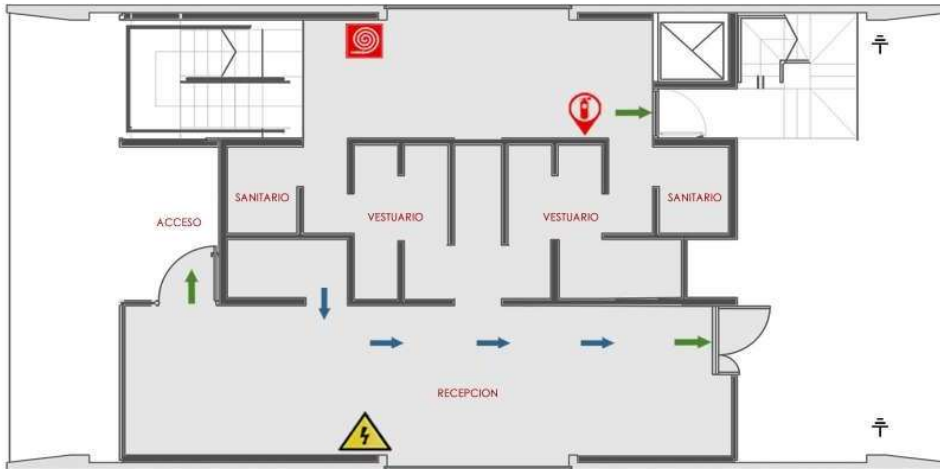 SANITARIO
SANITARIO
ACCESO
VESTUARIO
VESTUARIO
RECEPCION